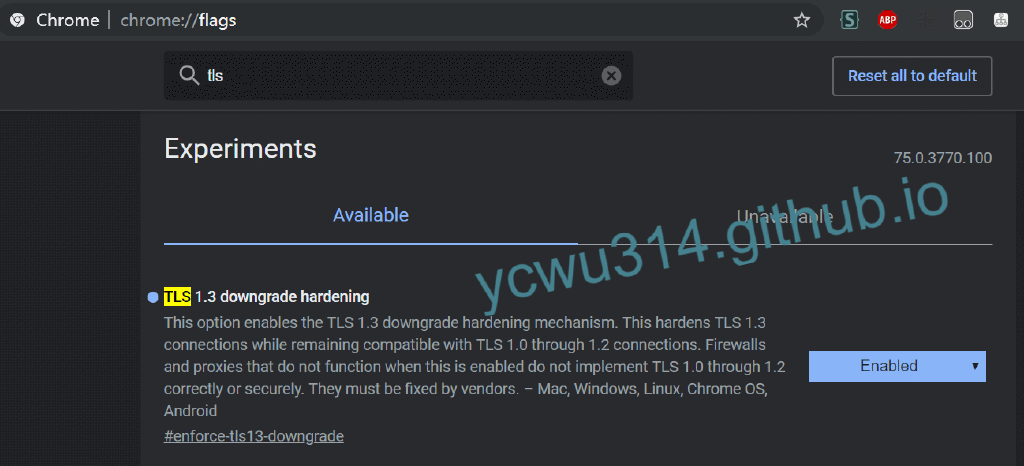 Chrome | chrome://flags
S ABP
tls
Reset all to default
Experiments
75.0.3770.100
Available
Unavailable
ycwu314.github.io
TLS 1.3 downgrade hardening
This option enables the TLS 1.3 downgrade hardening mechanism. This hardens TLS 1.3
connections while remaining compatible with TLS 1.0 through 1.2 connections. Firewalls
and proxies that do not function when this is enabled do not implement TLS 1.0 through 1.2
correctly or securely. They must be fixed by vendors. – Mac, Windows, Linux, Chrome OS,
Android
Enabled
#enforce-tls13-downgrade